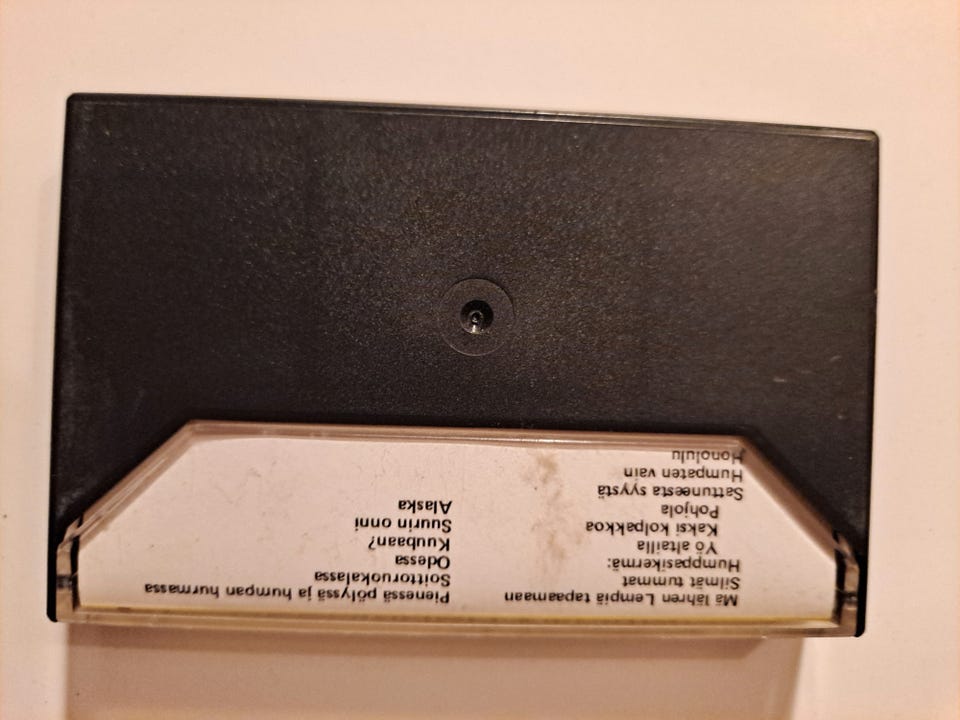 Mä lähren Lempiä tapaamaan
Silmät tummat
Humppasikermä:
Yö altailla
Kaksi kolpakkoa
Pohjola
Sattuneesta syystä
Humpaten vain
Honolulu
Pienessä pölyssä ja humpan hurmassa
Soittoruokalassa
Odessa
Kuubaan?
Suurin onni
Alaska